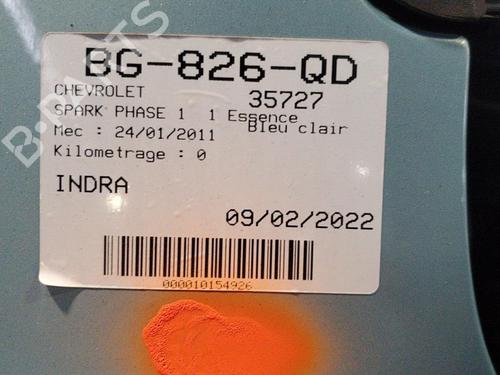 BG-826-QD
CHEVROLET 35727
SPARK PHASE 1 1 Essence
Bleu clair
Mec : 24/01/2011
Kilometrage : 0
INDRA
09/02/2022
000010154926
B-PARTS